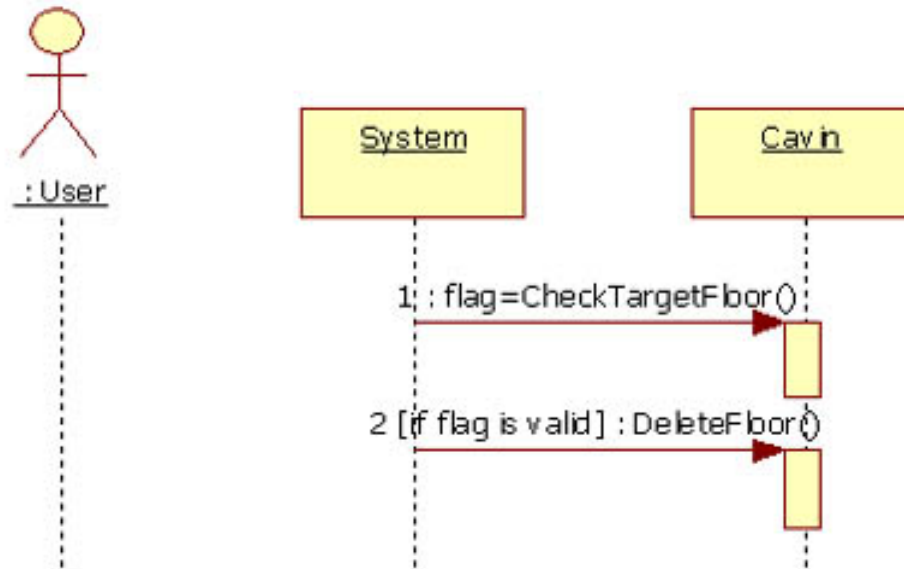 :User
System
Cavin
1 : flag=CheckTargetFloor()
2 [if flag is valid] : DeleteFloor()